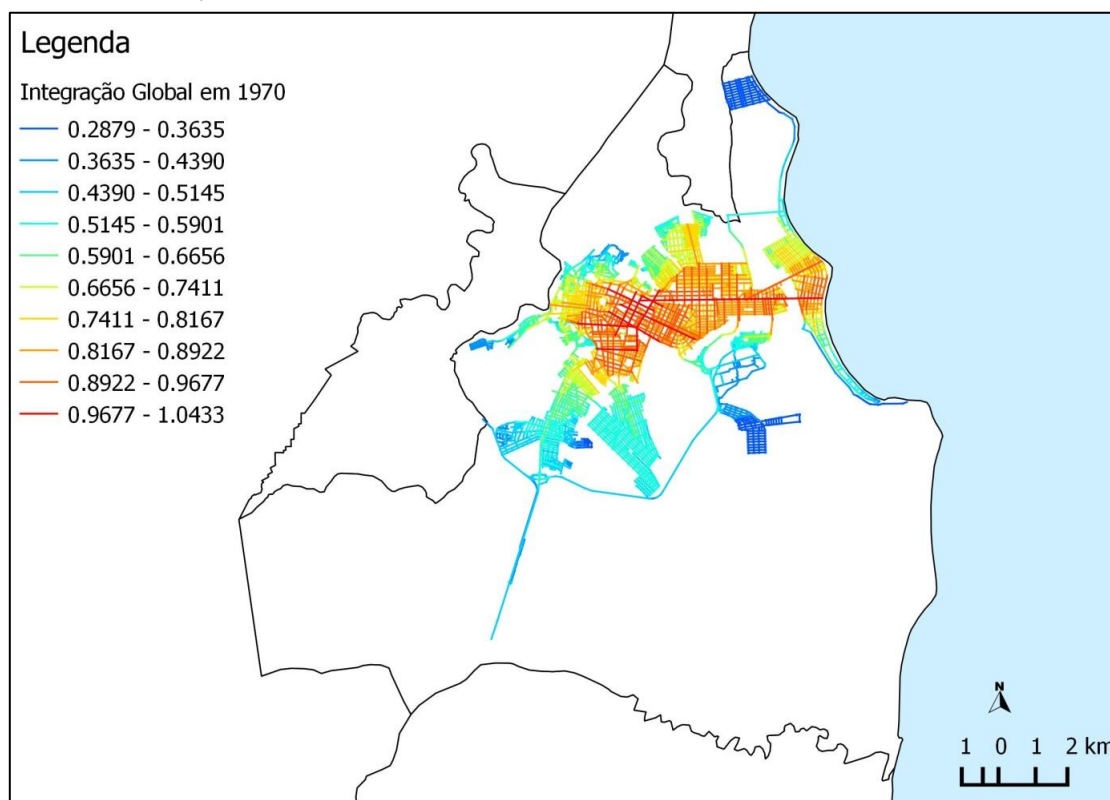 Legenda
Integração Global em 1970
0.2879 - 0.3635
0.3635 - 0.4390
0.4390 - 0.5145
0.5145 - 0.5901
0.5901 - 0.6656
0.6656 - 0.7411
0.7411 - 0.8167
0.8167 - 0.8922
0.8922 - 0.9677
0.9677 - 1.0433
N
1 0 1 2 km